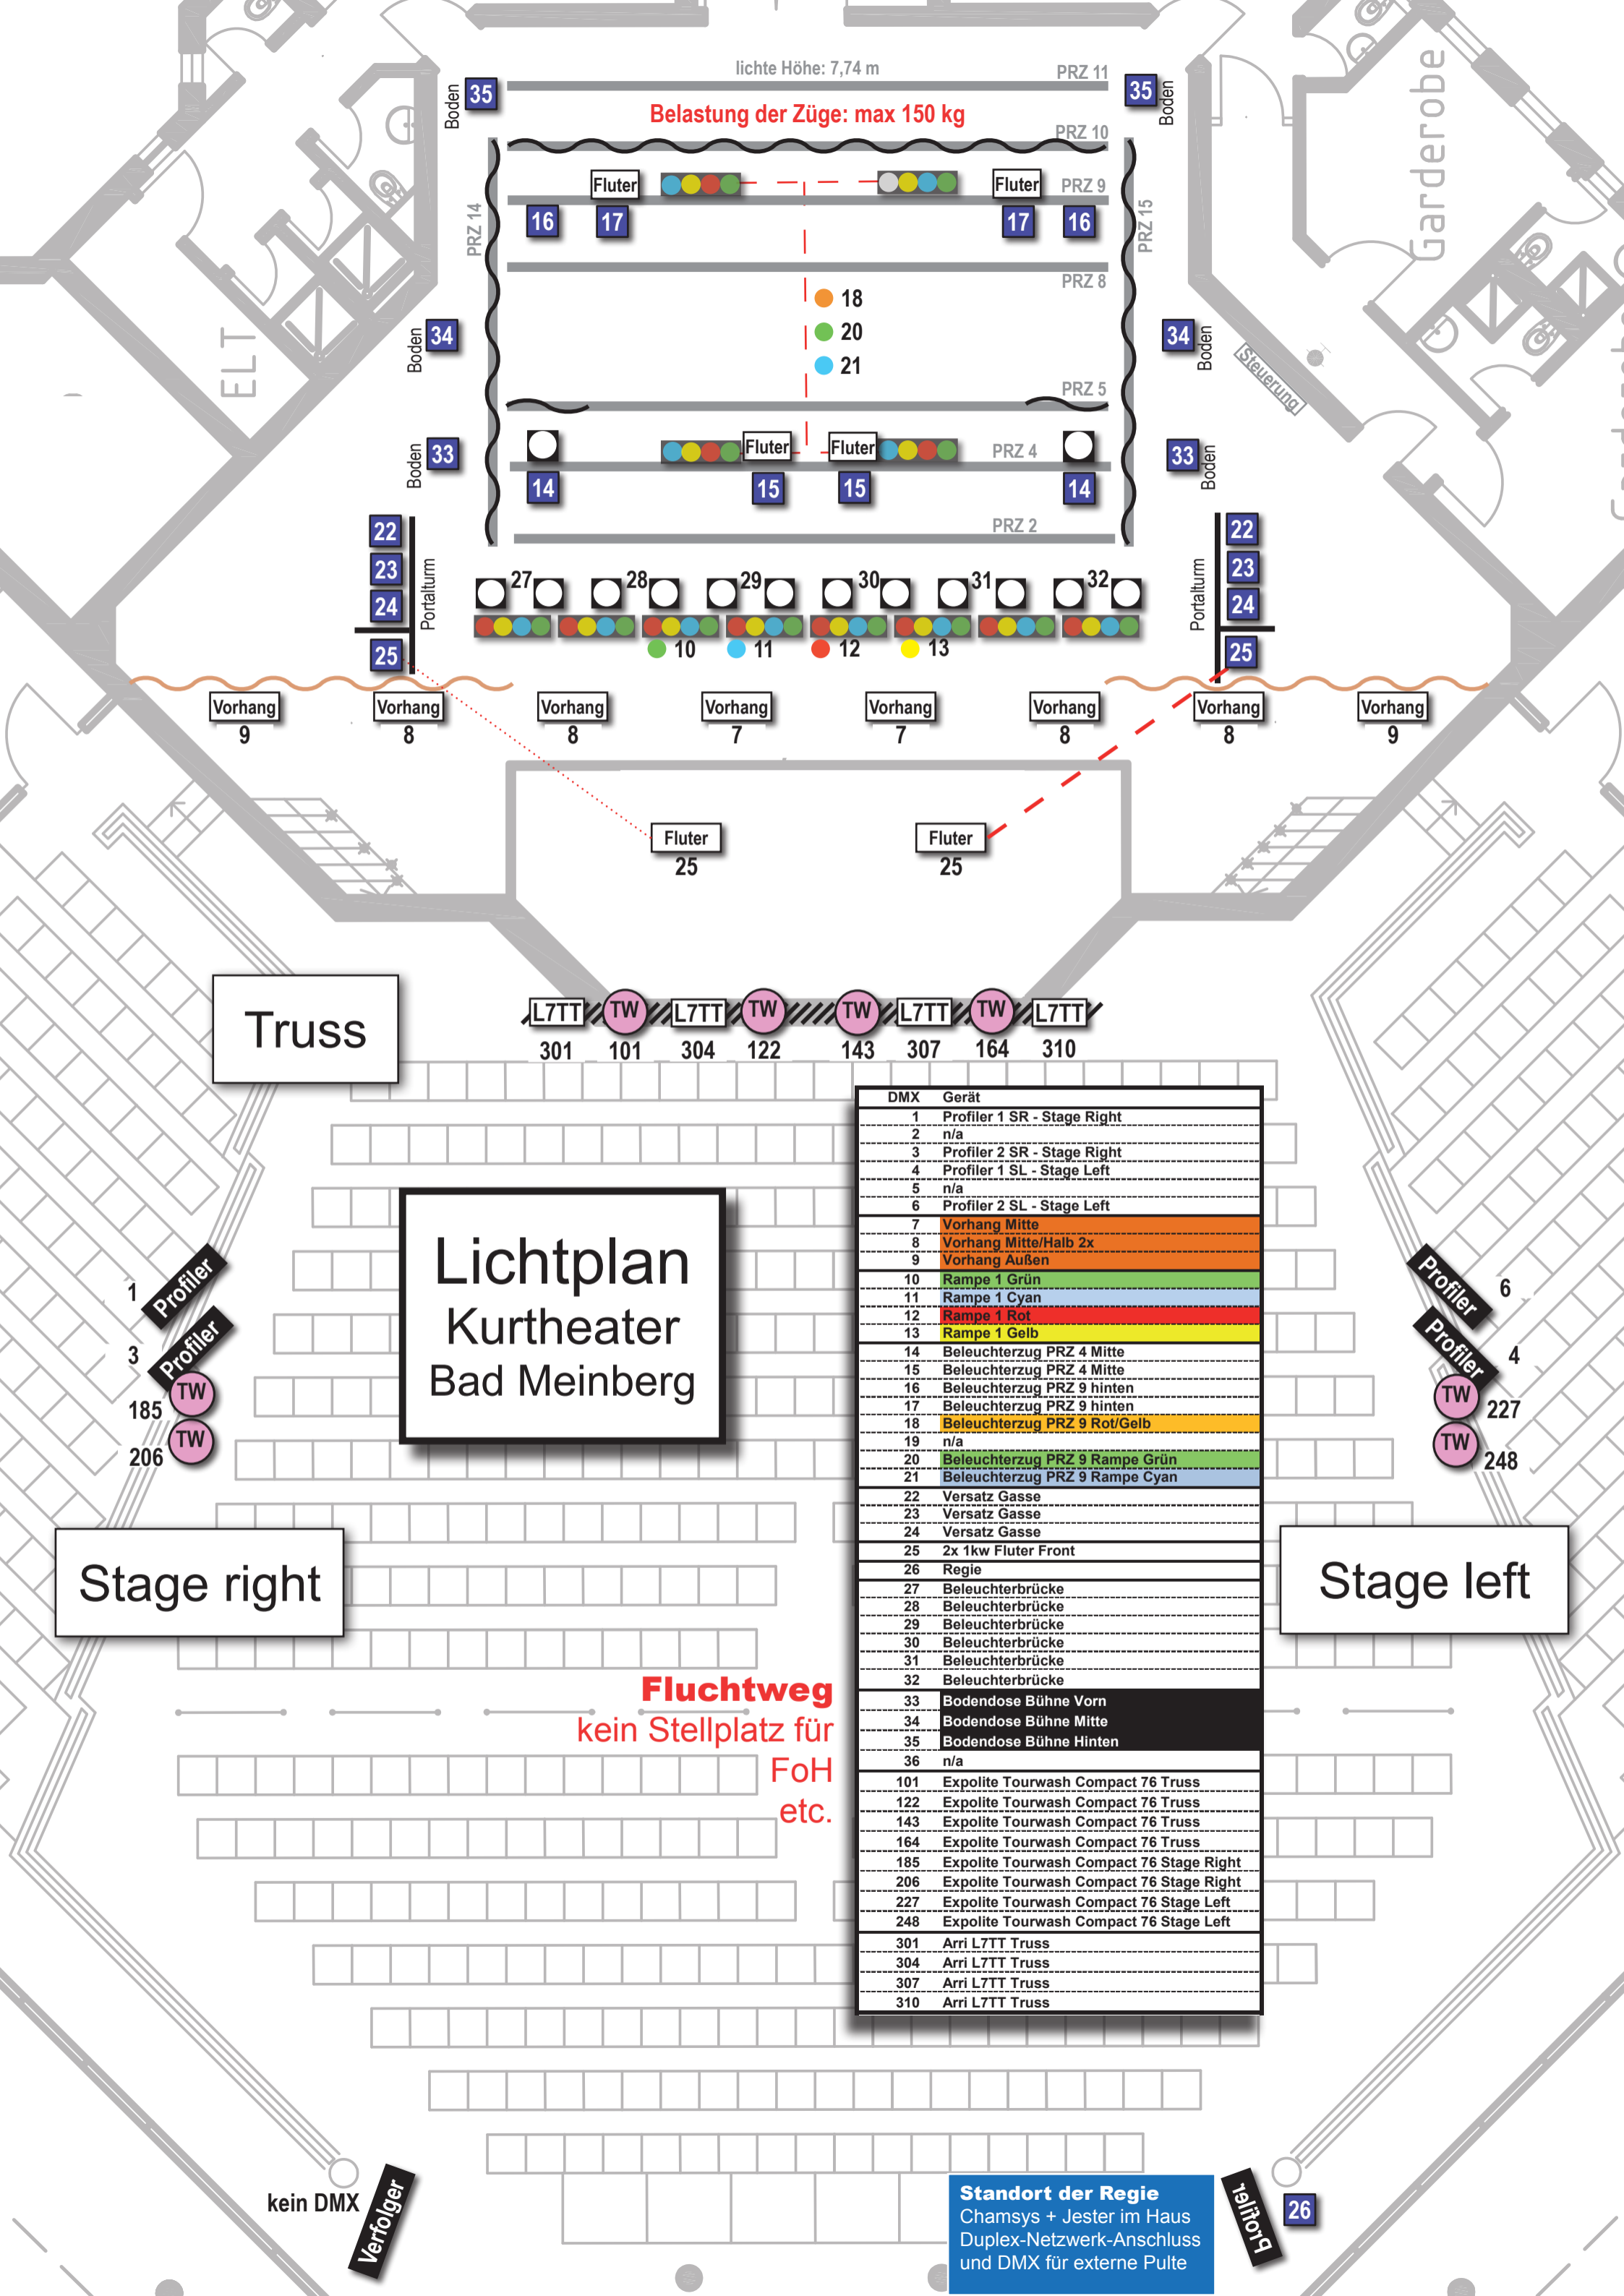 lichte Höhe: 7,74 m
PRZ 11
35
Boden
35
Boden
Belastung der Züge: max 150 kg
PRZ 10
Garderobe
Fluter
Fluter
PRZ 9
PRZ 14
PRZ 15
16
17
17
16
PRZ 8
18
20
21
ELT
Boden
34
34
Boden
Steuerung
PRZ 5
Boden
33
33
Boden
Fluter
Fluter
PRZ 4
14
15
15
14
PRZ 2
22
23
24
25
Portalturm
22
23
24
25
Portalturm
27
28
29
30
31
32
10
11
12
13
Vorhang
Vorhang
Vorhang
Vorhang
Vorhang
Vorhang
Vorhang
Vorhang
9
8
8
7
7
8
8
9
Fluter
25
Fluter
25
Truss
L7TT
TW
L7TT
TW
TW
L7TT
TW
L7TT
301
101
304
122
143
307
164
310
Lichtplan
Kurtheater
Bad Meinberg
1
Profiler
3
Profiler
TW
185
TW
206
Profiler
6
Profiler
4
TW
227
TW
248
Stage right
Stage left
DMX Gerät
1 Profiler 1 SR - Stage Right
2 n/a
3 Profiler 2 SR - Stage Right
4 Profiler 1 SL - Stage Left
5 n/a
6 Profiler 2 SL - Stage Left
7 Vorhang Mitte
8 Vorhang Mitte/Halb 2x
9 Vorhang Außen
10 Rampe 1 Grün
11 Rampe 1 Cyan
12 Rampe 1 Rot
13 Rampe 1 Gelb
14 Beleuchterzug PRZ 4 Mitte
15 Beleuchterzug PRZ 4 Mitte
16 Beleuchterzug PRZ 9 hinten
17 Beleuchterzug PRZ 9 hinten
18 Beleuchterzug PRZ 9 Rot/Gelb
19 n/a
20 Beleuchterzug PRZ 9 Rampe Grün
21 Beleuchterzug PRZ 9 Rampe Cyan
22 Versatz Gasse
23 Versatz Gasse
24 Versatz Gasse
25 2x 1kw Fluter Front
26 Regie
27 Beleuchterbrücke
28 Beleuchterbrücke
29 Beleuchterbrücke
30 Beleuchterbrücke
31 Beleuchterbrücke
32 Beleuchterbrücke
33 Bodendose Bühne Vorn
34 Bodendose Bühne Mitte
35 Bodendose Bühne Hinten
36 n/a
101 Expolite Tourwash Compact 76 Truss
122 Expolite Tourwash Compact 76 Truss
143 Expolite Tourwash Compact 76 Truss
164 Expolite Tourwash Compact 76 Truss
185 Expolite Tourwash Compact 76 Stage Right
206 Expolite Tourwash Compact 76 Stage Right
227 Expolite Tourwash Compact 76 Stage Left
248 Expolite Tourwash Compact 76 Stage Left
301 Arri L7TT Truss
304 Arri L7TT Truss
307 Arri L7TT Truss
310 Arri L7TT Truss
Fluchtweg
kein Stellplatz für
FoH
etc.
kein DMX
Verfolger
Standort der Regie
Chamsys + Jester im Haus
Duplex-Netzwerk-Anschluss
und DMX für externe Pulte
Profiler
26